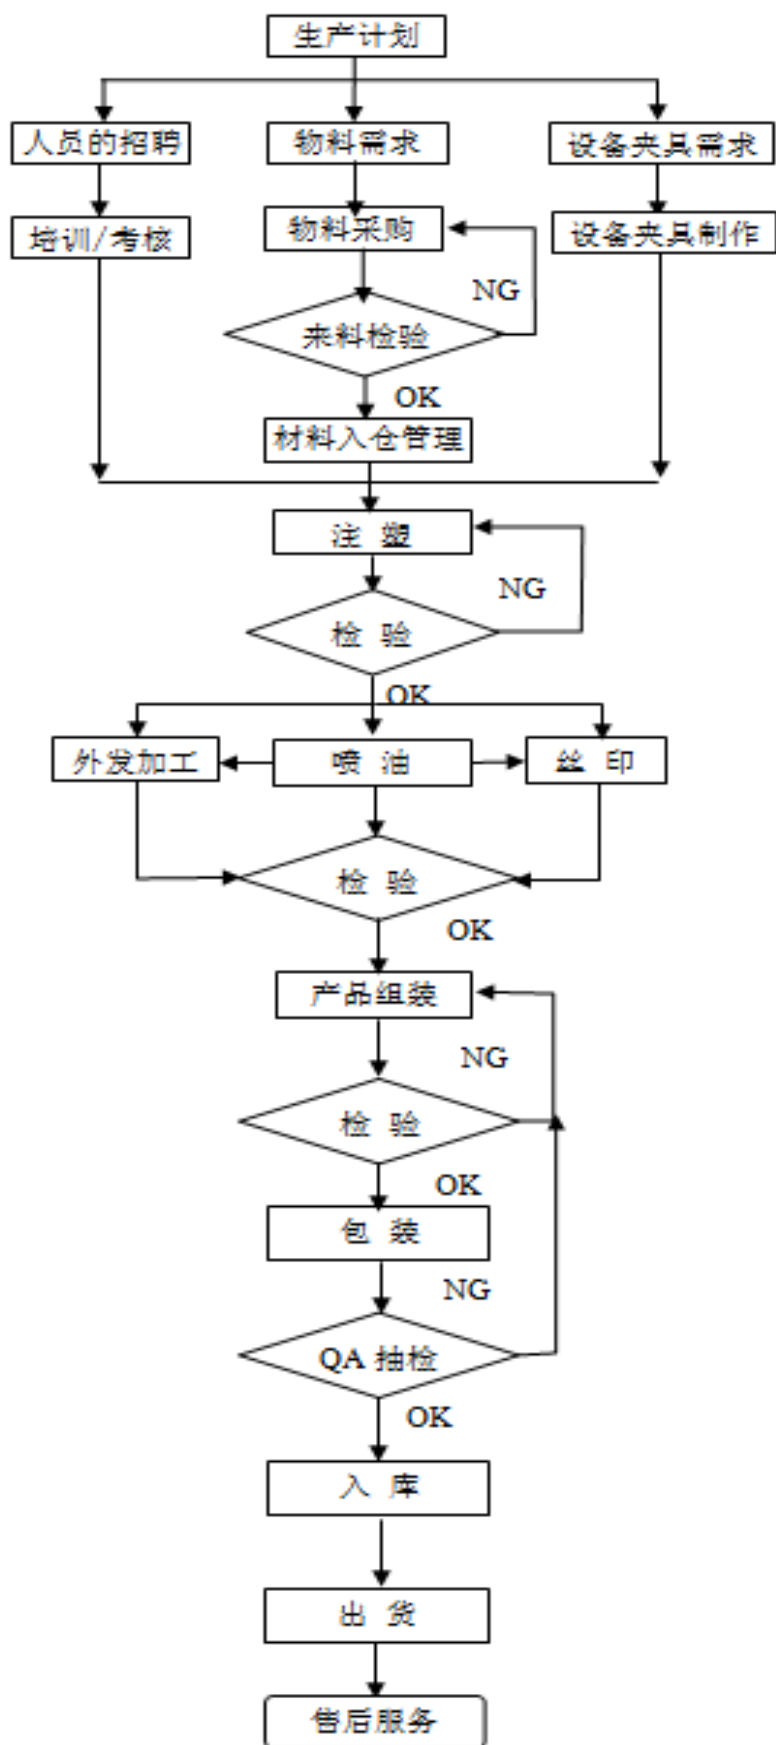 生产计划
人员的招聘
物料需求
设备夹具需求
培训/考核
物料采购
设备夹具制作
NG
来料检验
OK
材料入仓管理
注 塑
NG
检 验
OK
外发加工
喷 油
丝 印
检 验
OK
产品组装
NG
检 验
OK
包 装
NG
QA 抽检
OK
入 库
出 货
售后服务